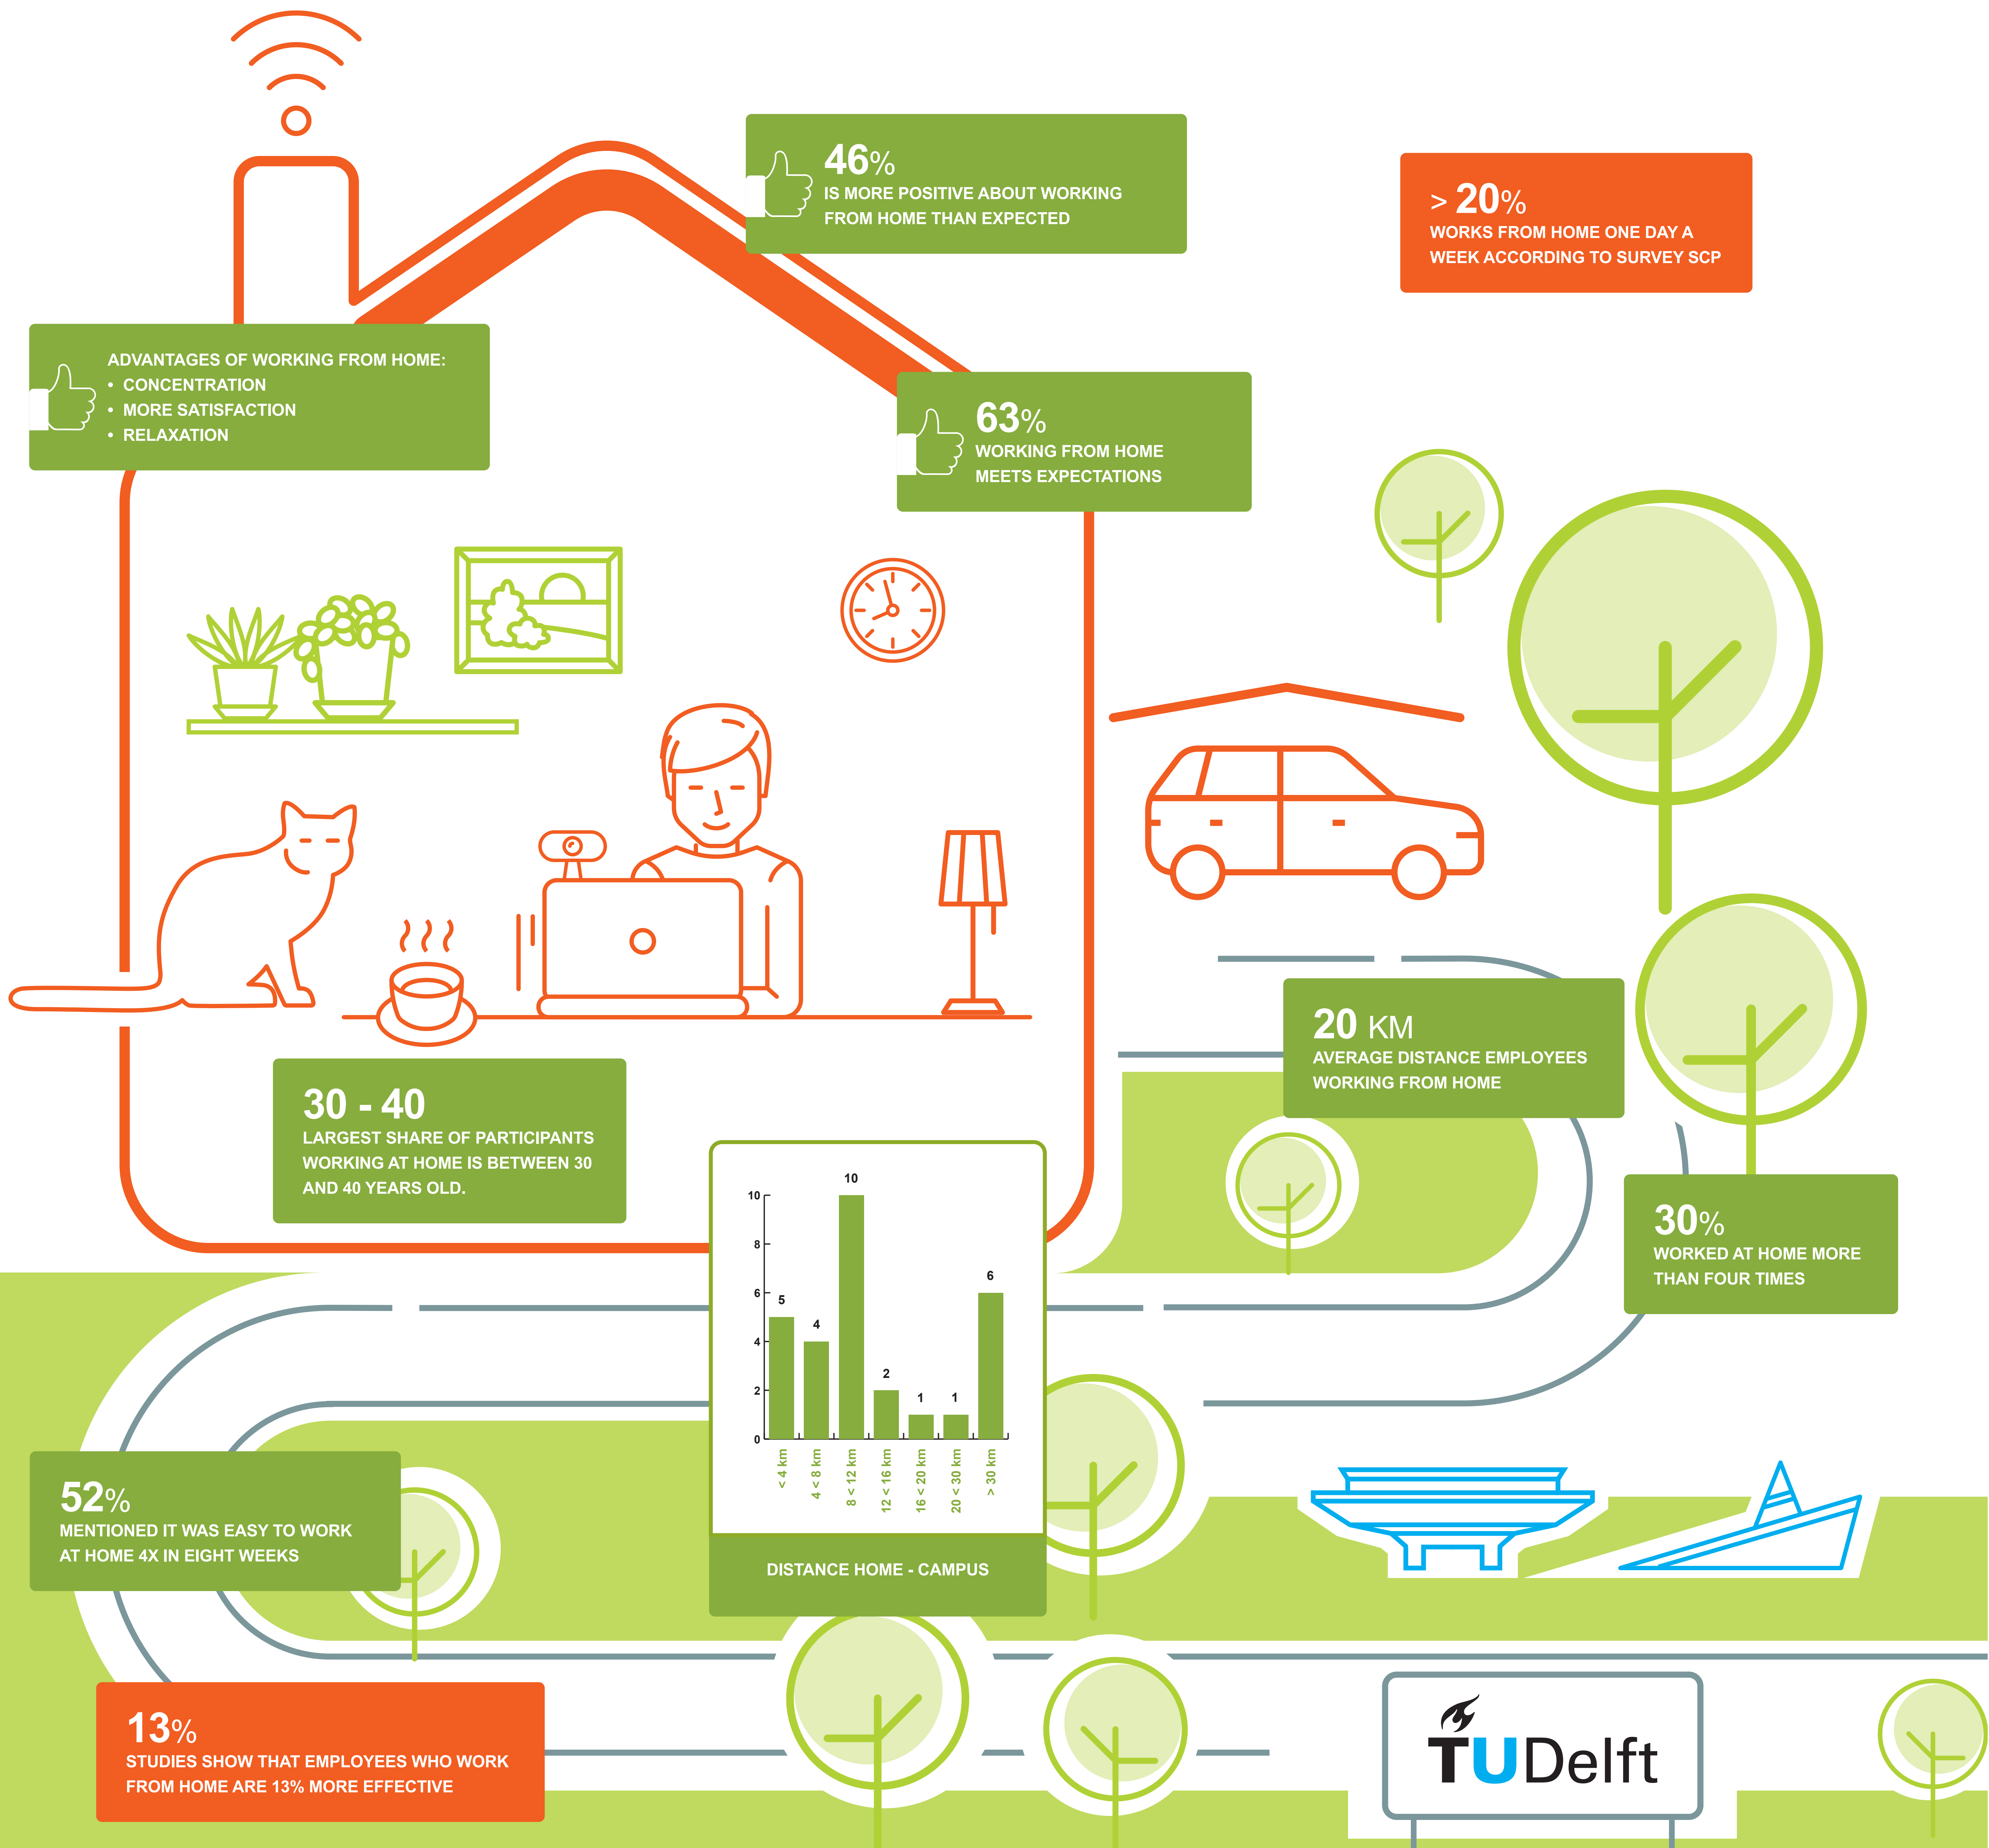 46%
IS MORE POSITIVE ABOUT WORKING
FROM HOME THAN EXPECTED
> 20%
WORKS FROM HOME ONE DAY A
WEEK ACCORDING TO SURVEY SCP
ADVANTAGES OF WORKING FROM HOME:
• CONCENTRATION
• MORE SATISFACTION
• RELAXATION
63%
WORKING FROM HOME
MEETS EXPECTATIONS
20 KM
AVERAGE DISTANCE EMPLOYEES
WORKING FROM HOME
30 - 40
LARGEST SHARE OF PARTICIPANTS
WORKING AT HOME IS BETWEEN 30
AND 40 YEARS OLD.
30%
WORKED AT HOME MORE
THAN FOUR TIMES
10
8
6
4
2
0
5
4
10
2
1
1
6
< 4 km
4 < 8 km
8 < 12 km
12 < 16 km
16 < 20 km
20 < 30 km
> 30 km
DISTANCE HOME - CAMPUS
52%
MENTIONED IT WAS EASY TO WORK
AT HOME 4X IN EIGHT WEEKS
13%
STUDIES SHOW THAT EMPLOYEES WHO WORK
FROM HOME ARE 13% MORE EFFECTIVE
TUDelft